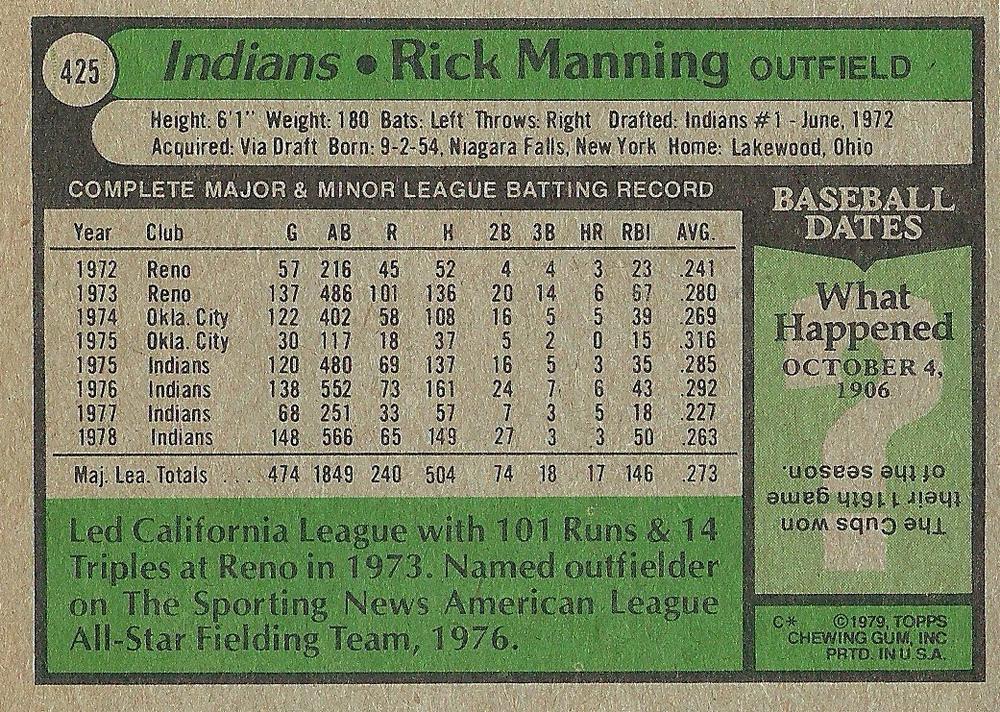 425
Indians • Rick Manning OUTFIELD
Height: 6'1" Weight: 180 Bats: Left Throws: Right Drafted: Indians #1 - June, 1972
Acquired: Via Draft Born: 9-2-54, Niagara Falls, New York Home: Lakewood, Ohio
COMPLETE MAJOR & MINOR LEAGUE BATTING RECORD
Year Club G AB R H 2B 3B HR RBI AVG.
1972 Reno 57 216 45 52 4 4 3 23 .241
1973 Reno 137 486 101 136 20 14 6 67 .280
1974 Okla. City 122 402 58 108 16 5 5 39 .269
1975 Okla. City 30 117 18 37 5 2 0 15 .316
1975 Indians 120 480 69 137 16 5 3 35 .285
1976 Indians 138 552 73 161 24 7 6 43 .292
1977 Indians 68 251 33 57 7 3 5 18 .227
1978 Indians 148 566 65 149 27 3 3 50 .263
Maj. Lea. Totals . . . 474 1849 240 504 74 18 17 146 .273
Led California League with 101 Runs & 14
Triples at Reno in 1973. Named outfielder
on The Sporting News American League
All-Star Fielding Team, 1976.
BASEBALL
DATES
What
Happened
OCTOBER 4,
1906
?
The Cubs won
their 116th game
of the season.
C* ©1979, TOPPS
CHEWING GUM, INC
PRTD. IN U.S.A.